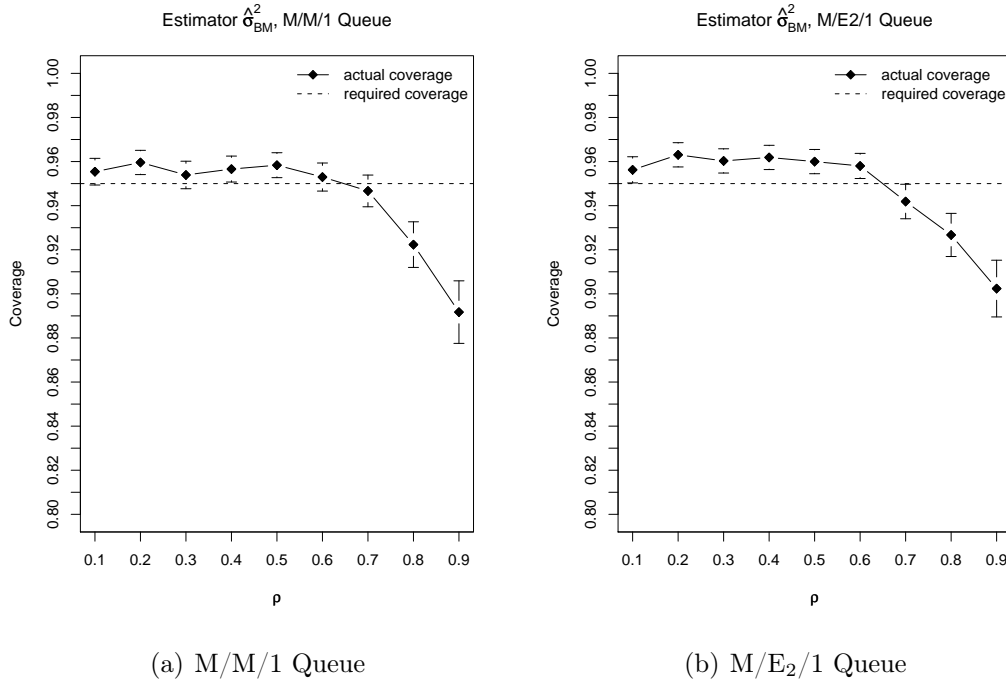 Estimator σ̂²BM, M/M/1 Queue
actual coverage
required coverage
Coverage
1.00
0.98
0.96
0.94
0.92
0.90
0.88
0.86
0.84
0.82
0.80
0.1 0.2 0.3 0.4 0.5 0.6 0.7 0.8 0.9
ρ
(a) M/M/1 Queue
Estimator σ̂²BM, M/E2/1 Queue
actual coverage
required coverage
Coverage
1.00
0.98
0.96
0.94
0.92
0.90
0.88
0.86
0.84
0.82
0.80
0.1 0.2 0.3 0.4 0.5 0.6 0.7 0.8 0.9
ρ
(b) M/E₂/1 Queue